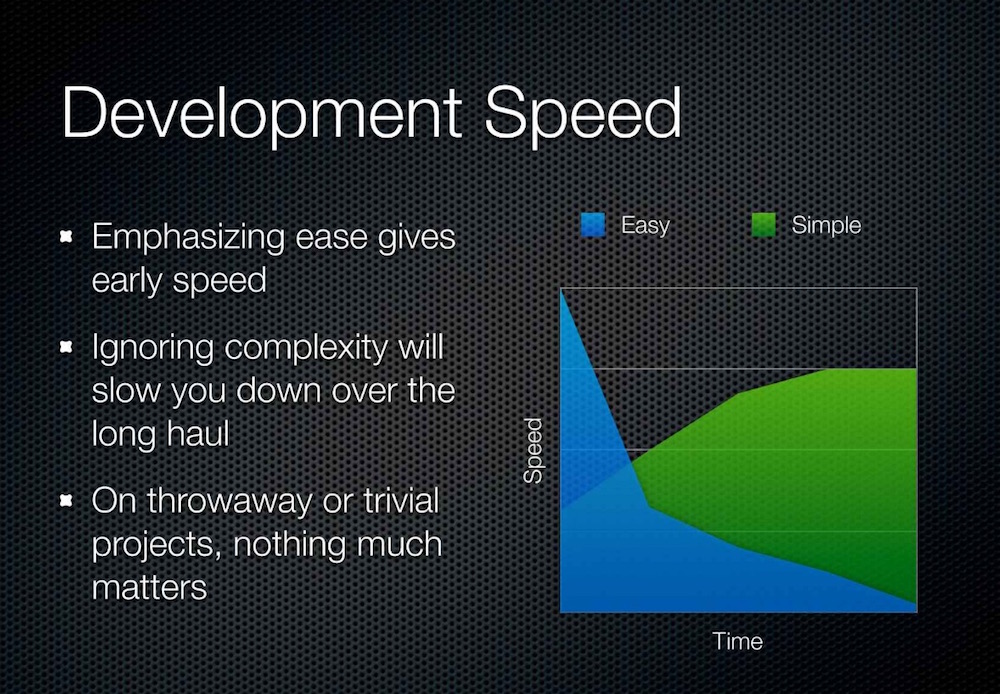 Development Speed
Emphasizing ease gives
early speed
Ignoring complexity will
slow you down over the
long haul
On throwaway or trivial
projects, nothing much
matters
Easy
Simple
Speed
Time